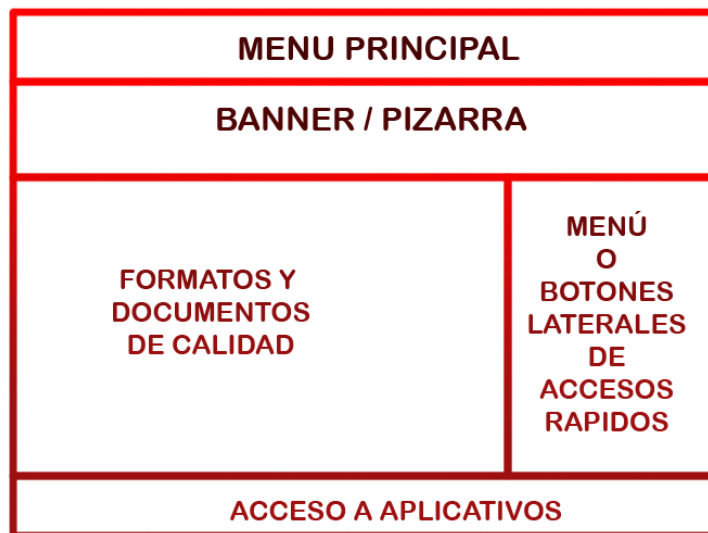 MENU PRINCIPAL
BANNER / PIZARRA
FORMATOS Y
DOCUMENTOS
DE CALIDAD
MENÚ
O
BOTONES
LATERALES
DE
ACCESOS
RAPIDOS
ACCESO A APLICATIVOS